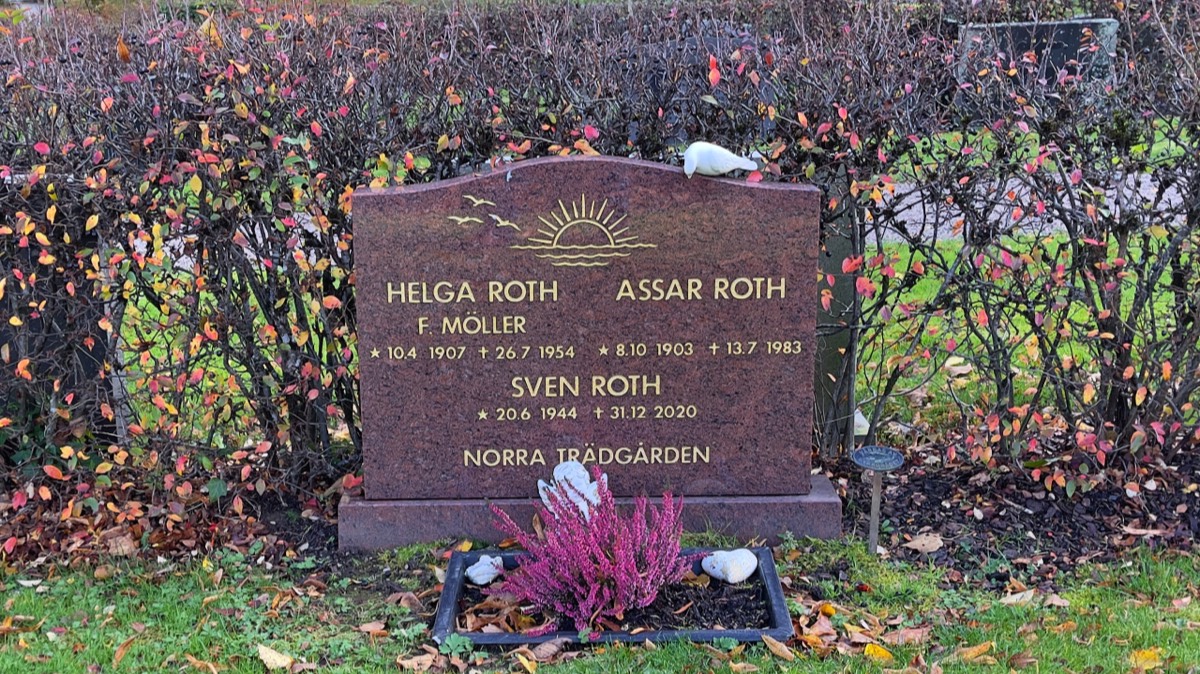 HELGA ROTH ASSAR ROTH
F. MÖLLER
★ 10.4 1907 ✝ 26.7 1954 ★ 8.10 1903 ✝ 13.7 1983
SVEN ROTH
★ 20.6 1944 ✝ 31.12 2020
NORRA TRÄDGÅRDEN